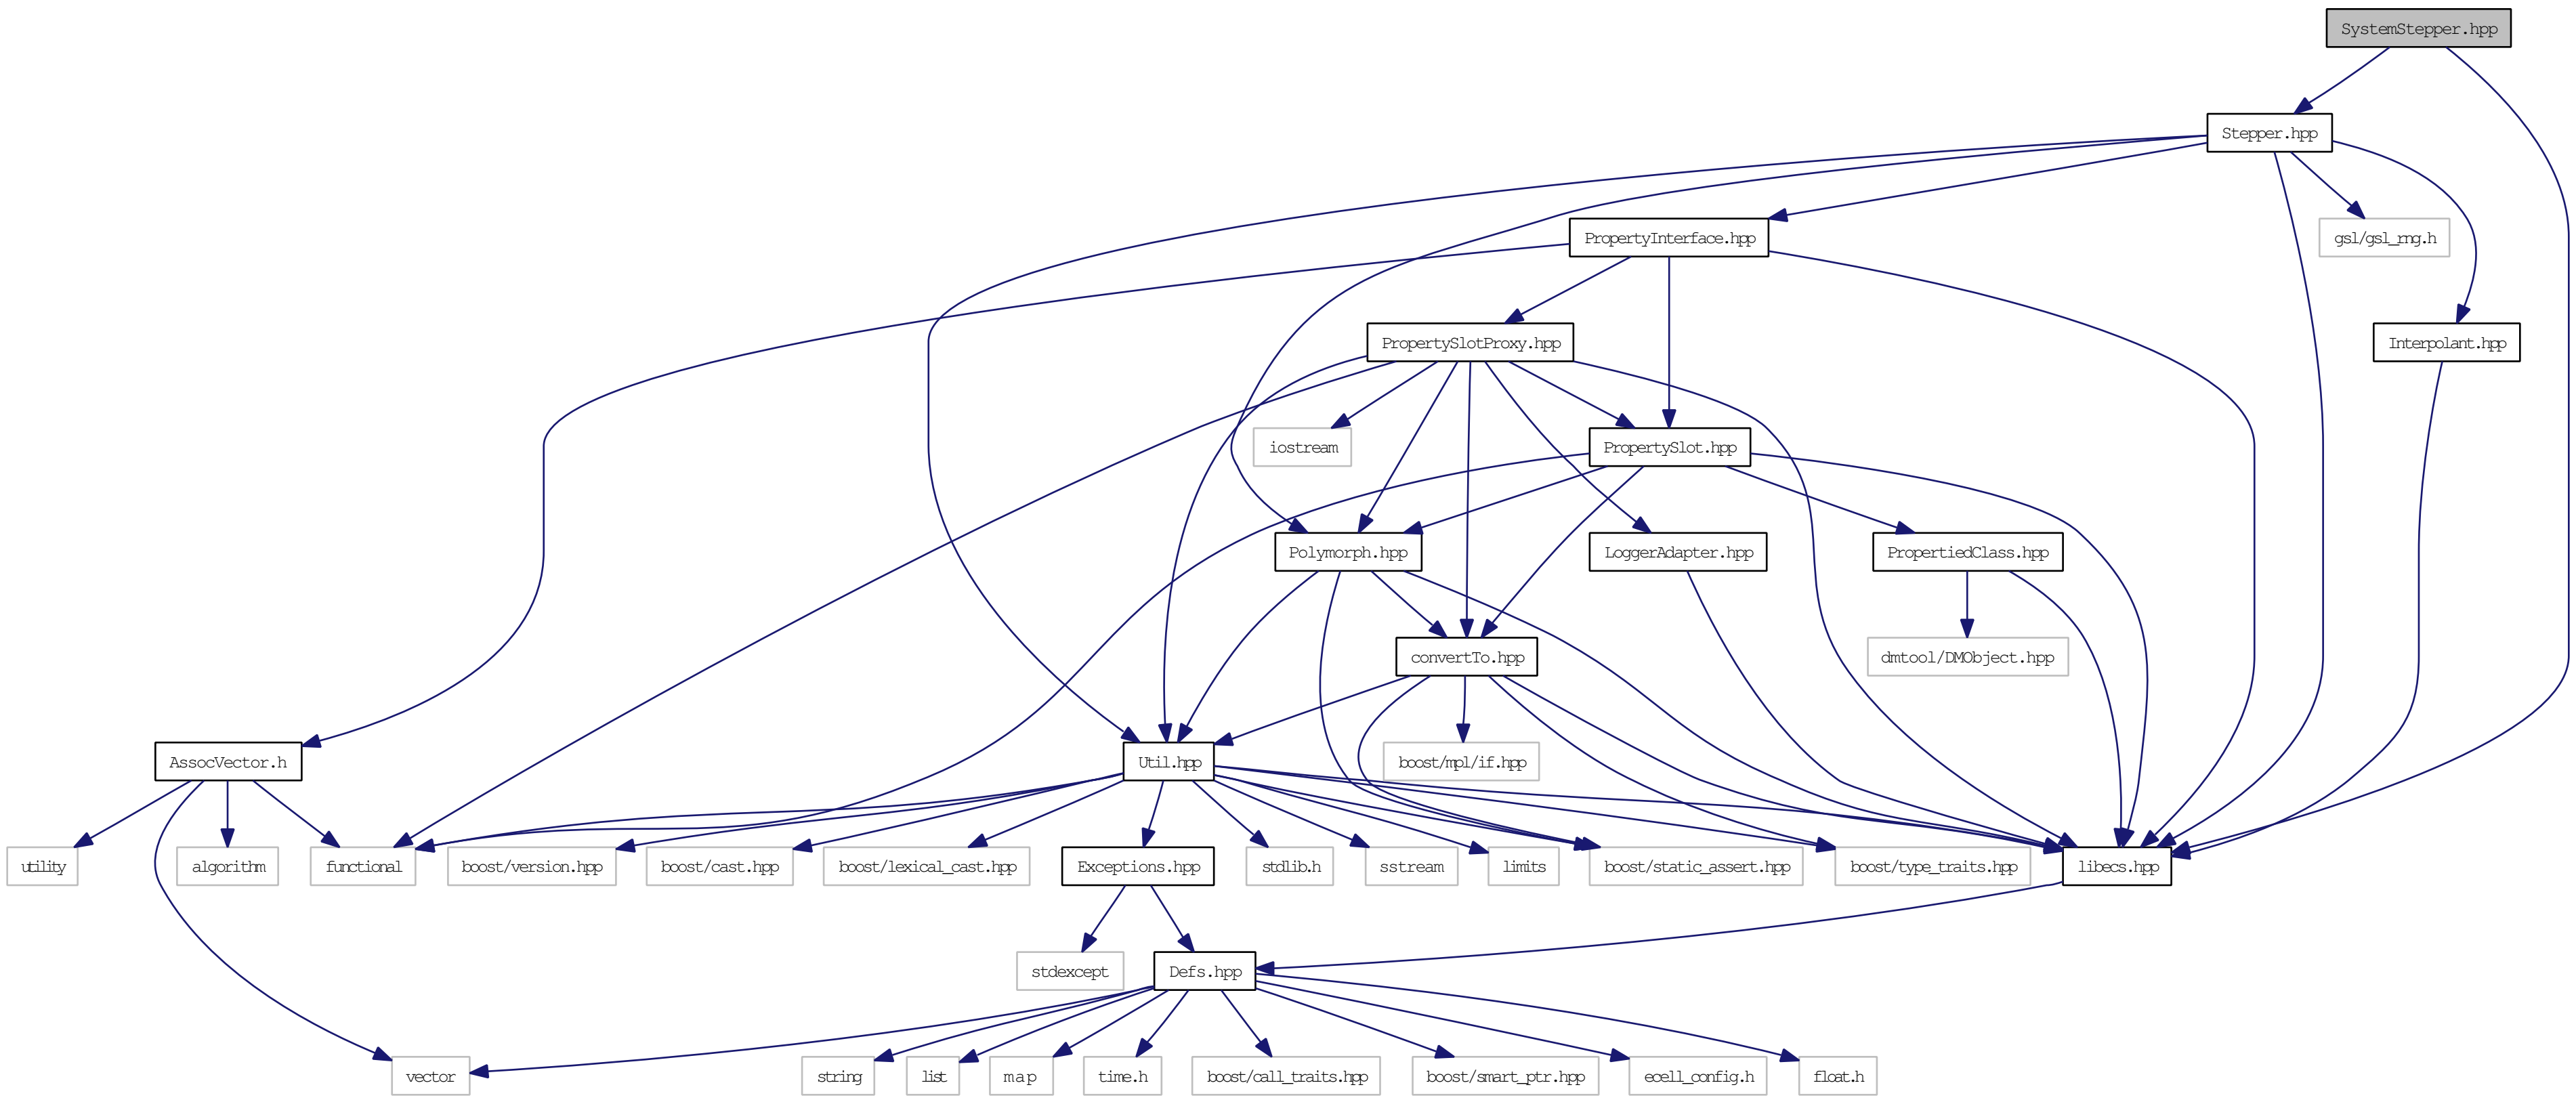 SystemStepper.hpp
Stepper.hpp
PropertyInterface.hpp
gsl/gsl_rng.h
PropertySlotProxy.hpp
Interpolant.hpp
iostream
PropertySlot.hpp
Polymorph.hpp
LoggerAdapter.hpp
PropertiedClass.hpp
convertTo.hpp
dmtool/DMObject.hpp
AssocVector.h
Util.hpp
boost/mpl/if.hpp
utility
algorithm
functional
boost/version.hpp
boost/cast.hpp
boost/lexical_cast.hpp
Exceptions.hpp
stdlib.h
sstream
limits
boost/static_assert.hpp
boost/type_traits.hpp
libecs.hpp
stdexcept
Defs.hpp
vector
string
list
map
time.h
boost/call_traits.hpp
boost/smart_ptr.hpp
ecell_config.h
float.h